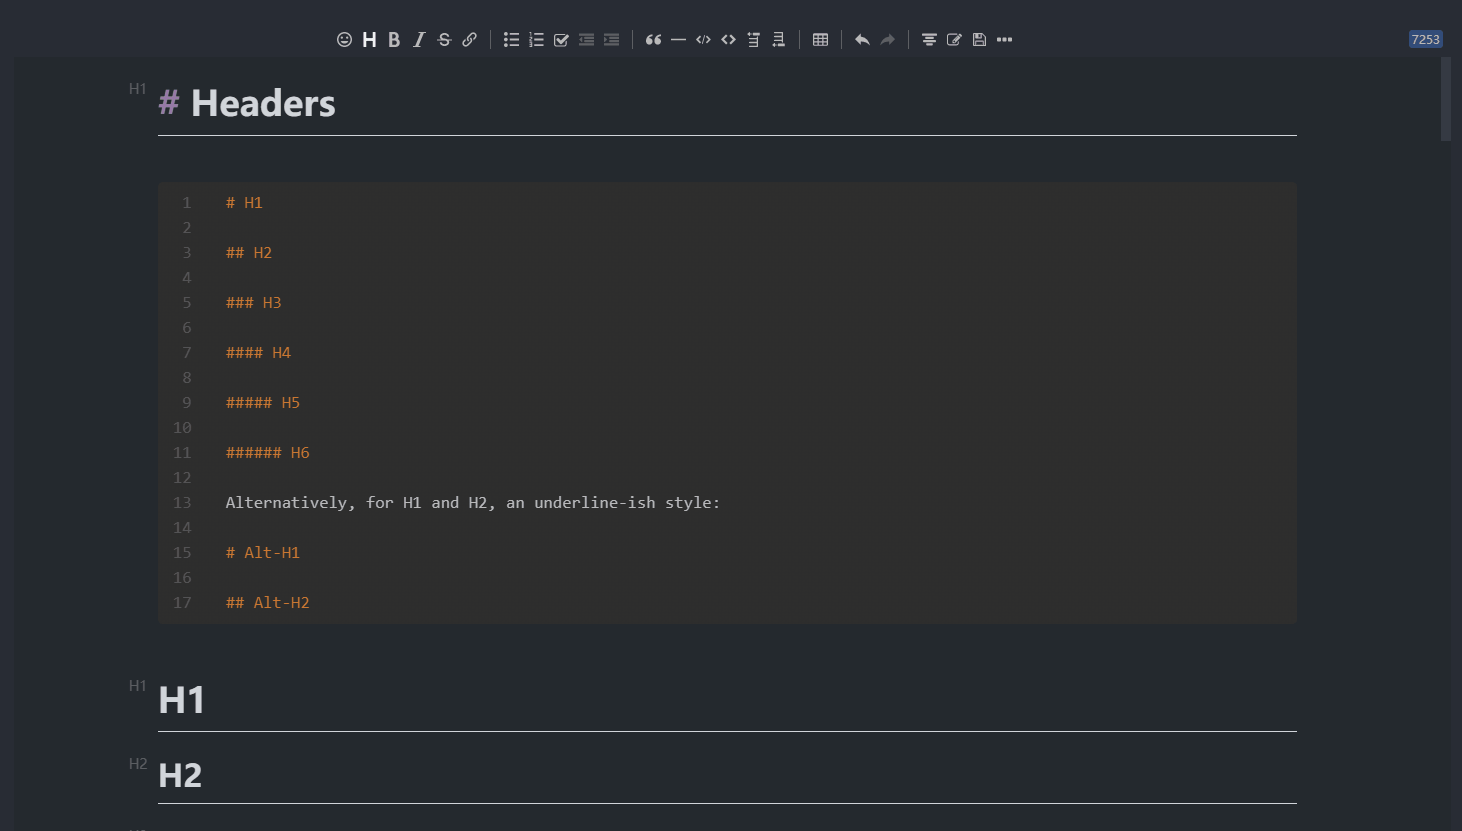 7253
H1
# Headers
1 # H1
2
3 ## H2
4
5 ### H3
6
7 #### H4
8
9 ##### H5
10
11 ###### H6
12
13 Alternatively, for H1 and H2, an underline-ish style:
14
15 # Alt-H1
16
17 ## Alt-H2
H1
H1
H2
H2